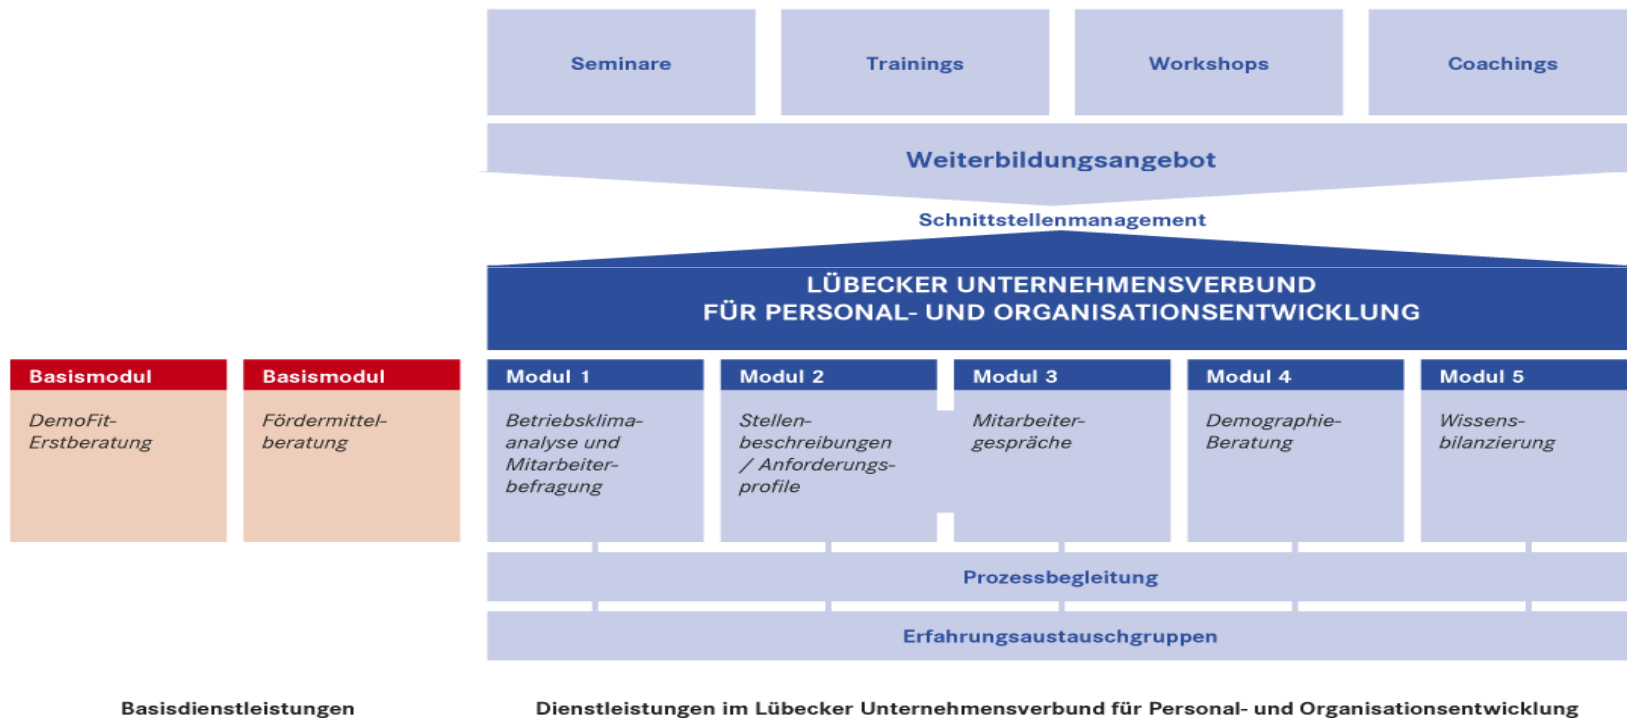 Seminare
Trainings
Workshops
Coachings
Weiterbildungsangebot
Schnittstellenmanagement
LÜBECKER UNTERNEHMENSVERBUND
FÜR PERSONAL- UND ORGANISATIONSENTWICKLUNG
Basismodul
DemoFit-
Erstberatung
Basismodul
Fördermittel-
beratung
Modul 1
Betriebsklima-
analyse und
Mitarbeiter-
befragung
Modul 2
Stellen-
beschreibungen
/ Anforderungs-
profile
Modul 3
Mitarbeiter-
gespräche
Modul 4
Demographie-
Beratung
Modul 5
Wissens-
bilanzierung
Prozessbegleitung
Erfahrungsaustauschgruppen
Basisdienstleistungen
Dienstleistungen im Lübecker Unternehmensverbund für Personal- und Organisationsentwicklung